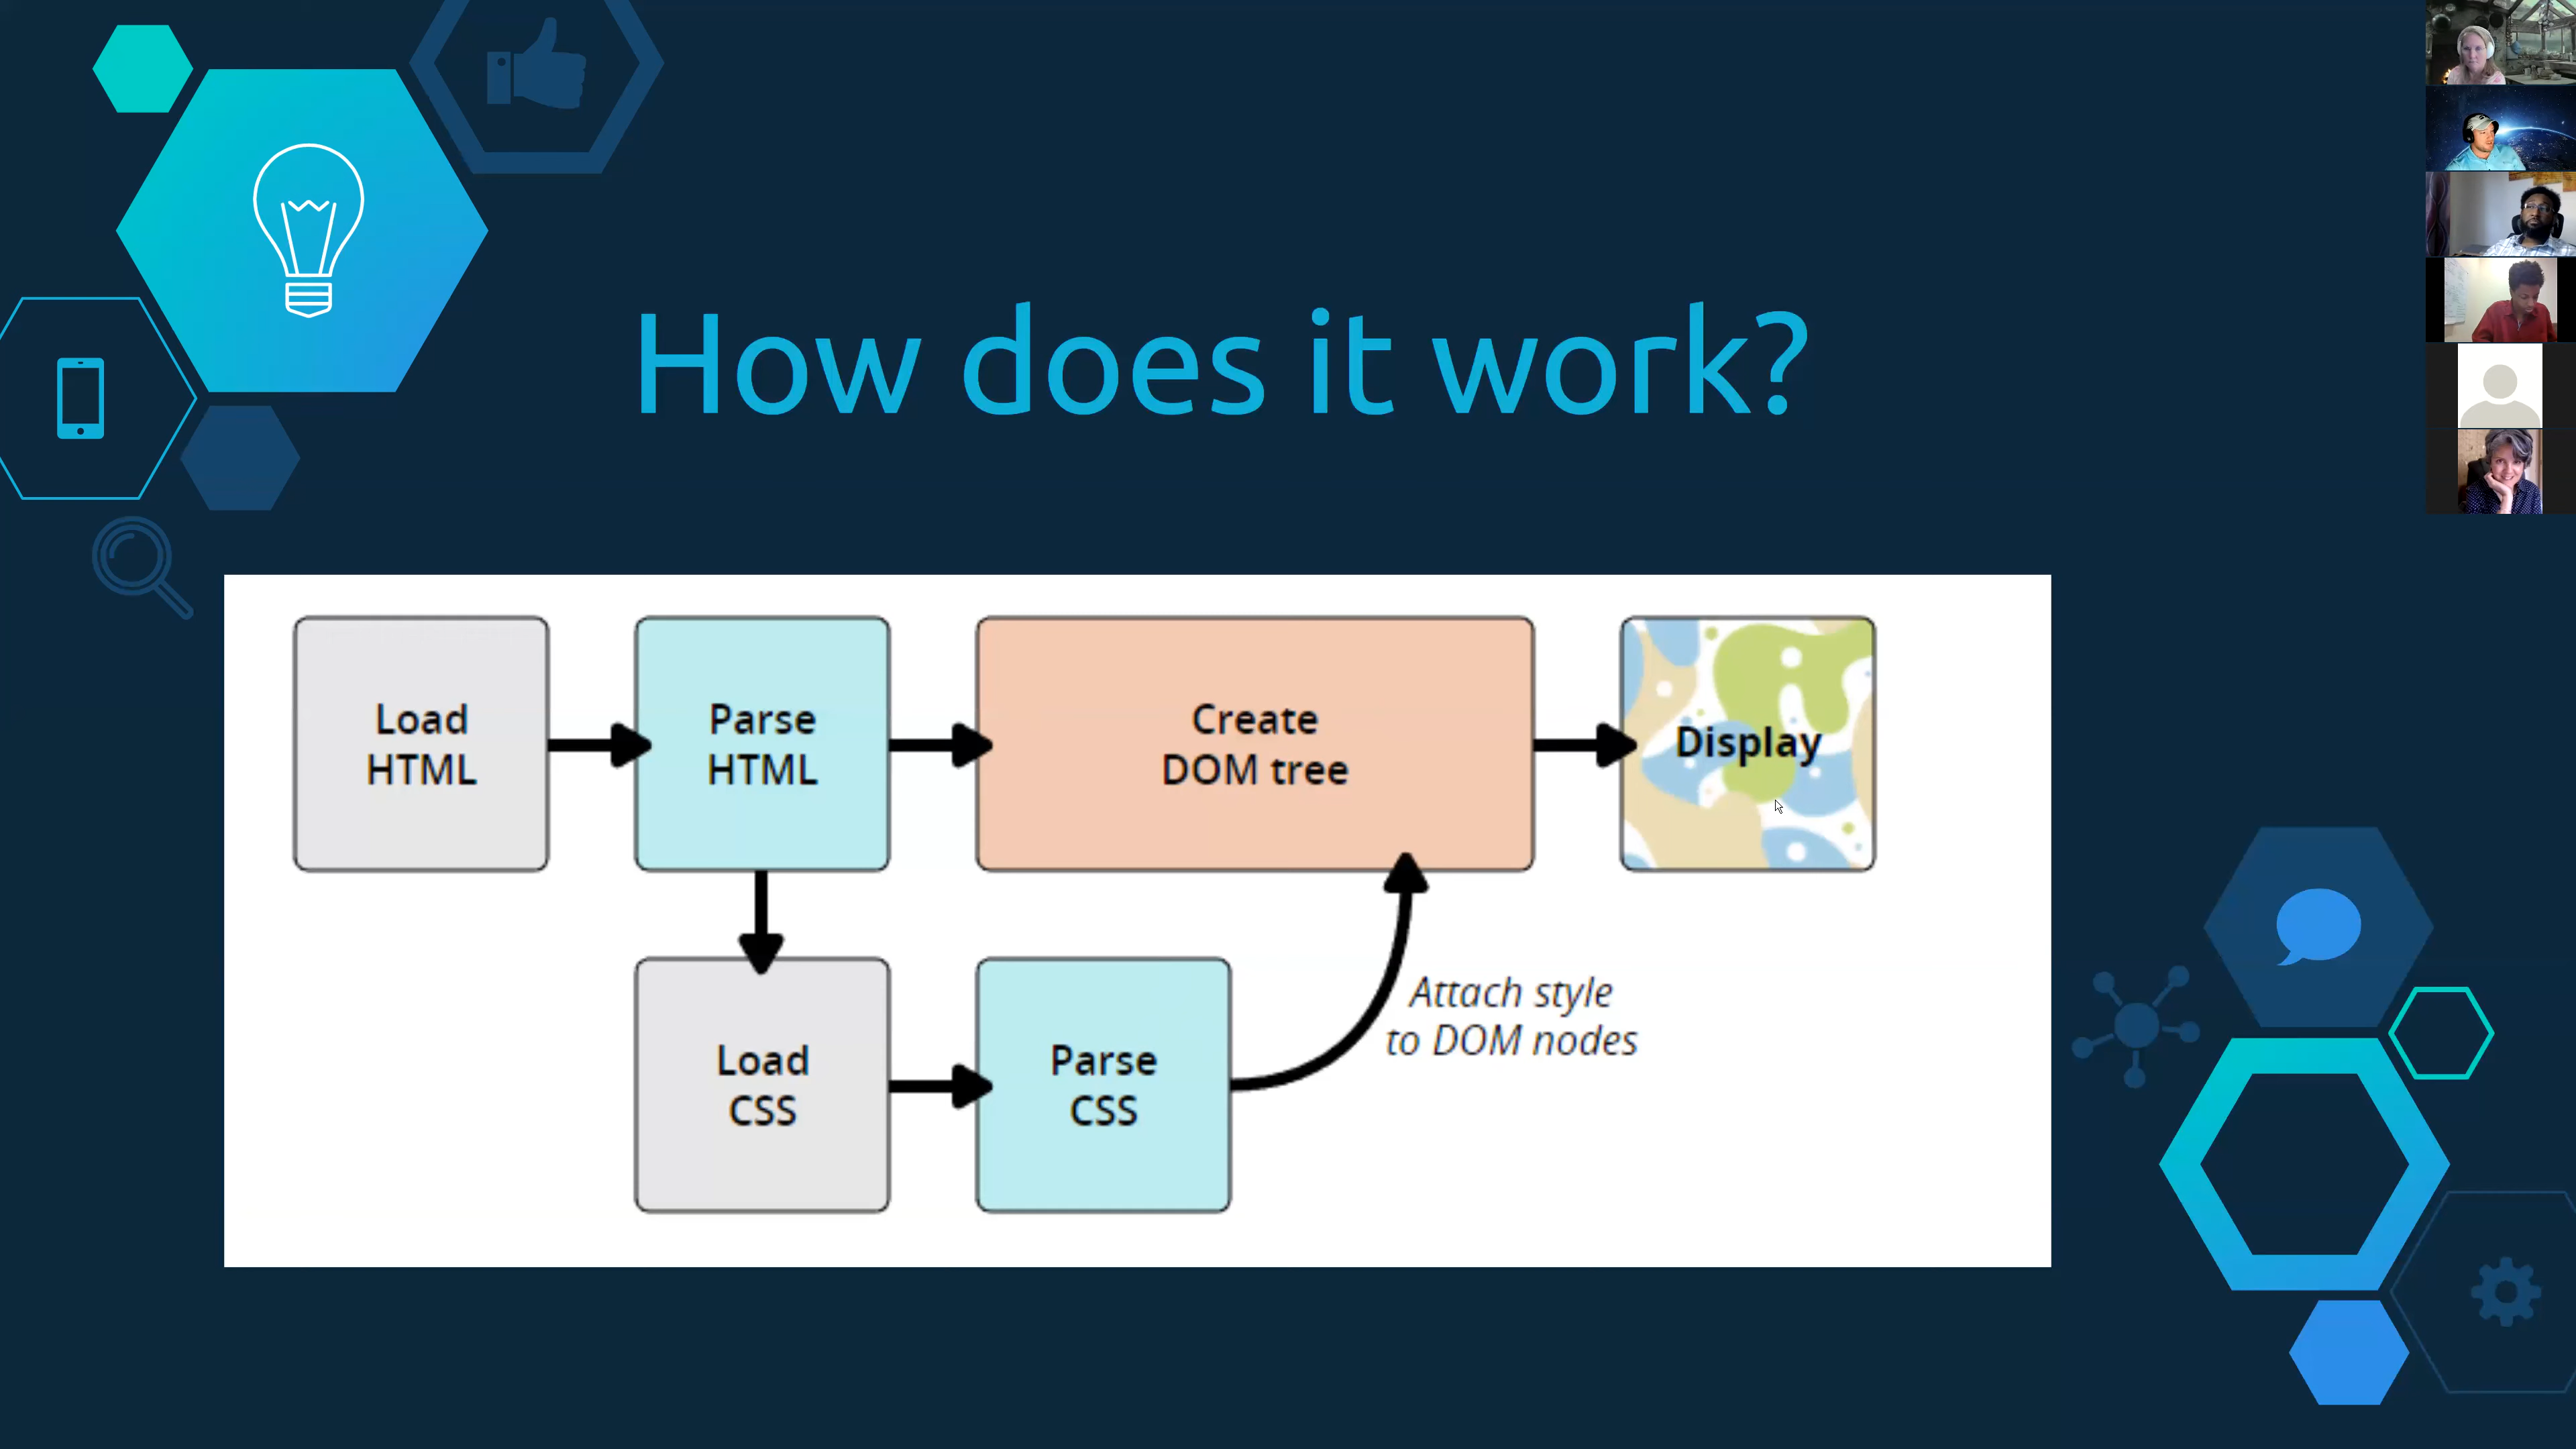 How does it work?
Load
HTML
Parse
HTML
Create
DOM tree
Display
Load
CSS
Parse
CSS
Attach style
to DOM nodes